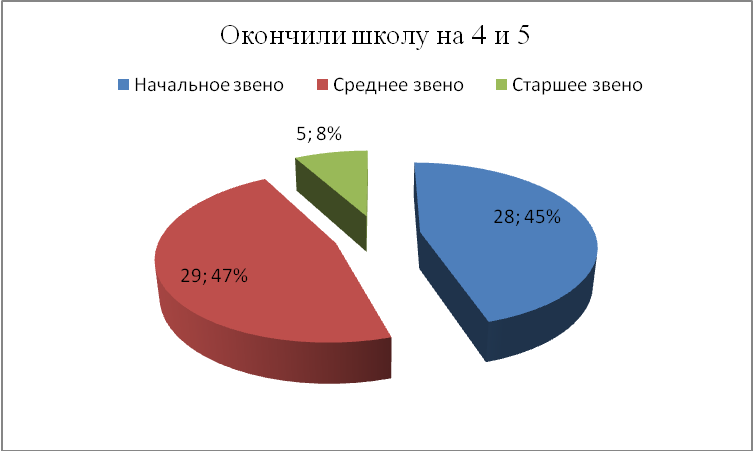 Окончили школу на 4 и 5
Начальное звено Среднее звено Старшее звено
5; 8%
28; 45%
29; 47%